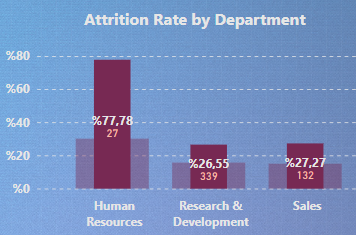 Attrition Rate by Department
%80
%60
%40
%20
%0
%77,78
27
%26,55
339
%27,27
132
Human
Resources
Research &
Development
Sales